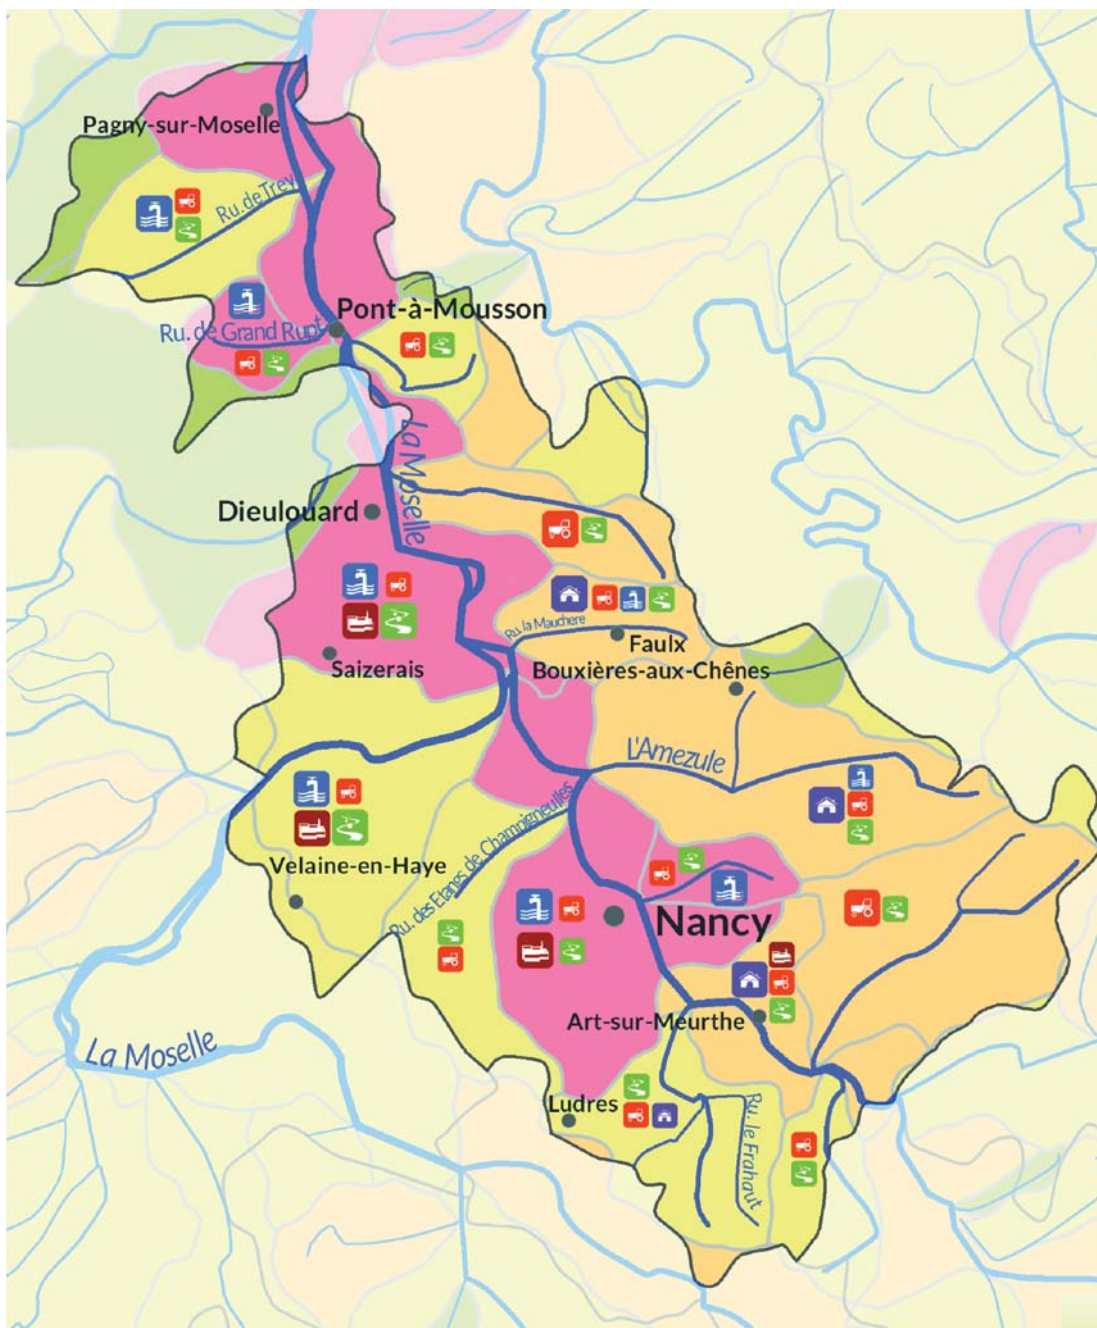 Pagny-sur-Moselle
Ru. de Trey
Pont-à-Mousson
Ru. de Grand Rupt
La Moselle
Dieulouard
Ru. la Mauchere
Faulx
Saizerais
Bouxières-aux-Chênes
L'Amezule
Ru. des Etangs de Champigneulles
Velaine-en-Haye
Nancy
Art-sur-Meurthe
La Moselle
Ludres
Ru. le Frahaut